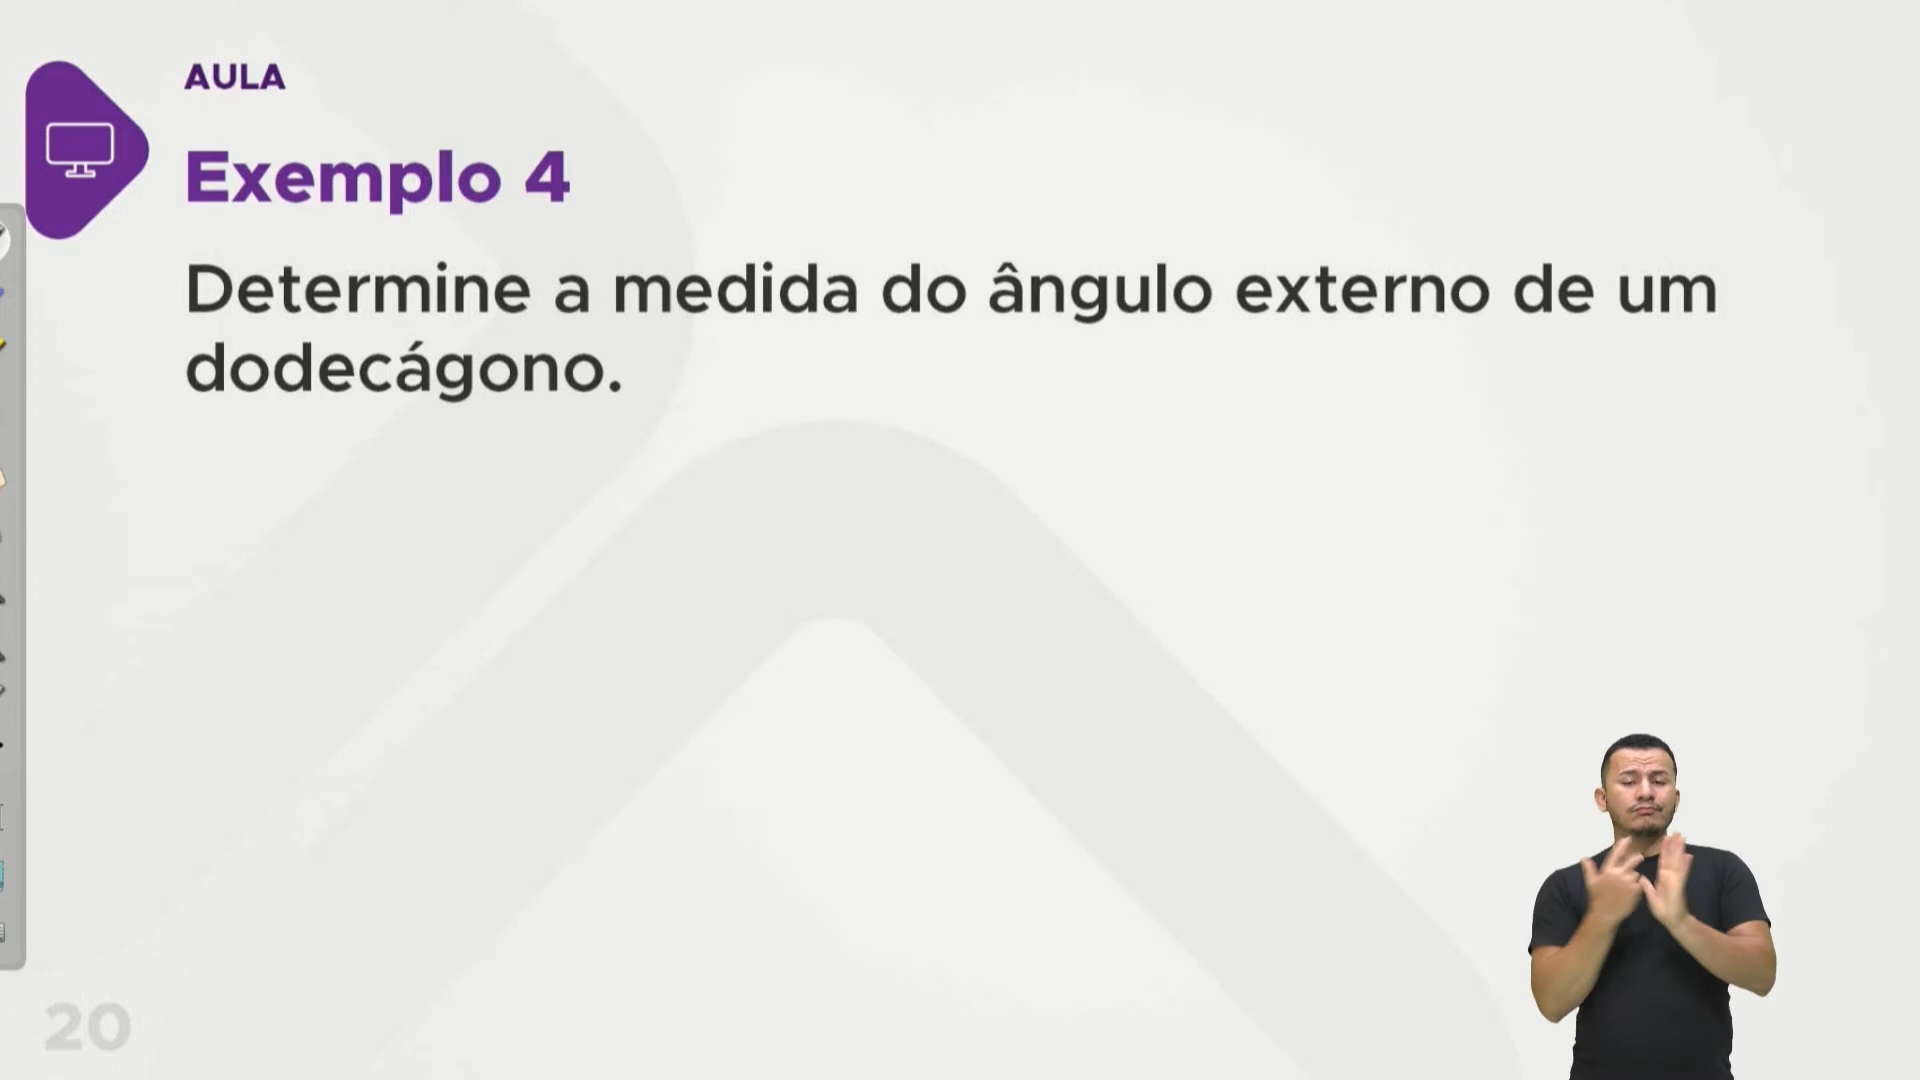 AULA
Exemplo 4
Determine a medida do ângulo externo de um
dodecágono.
20